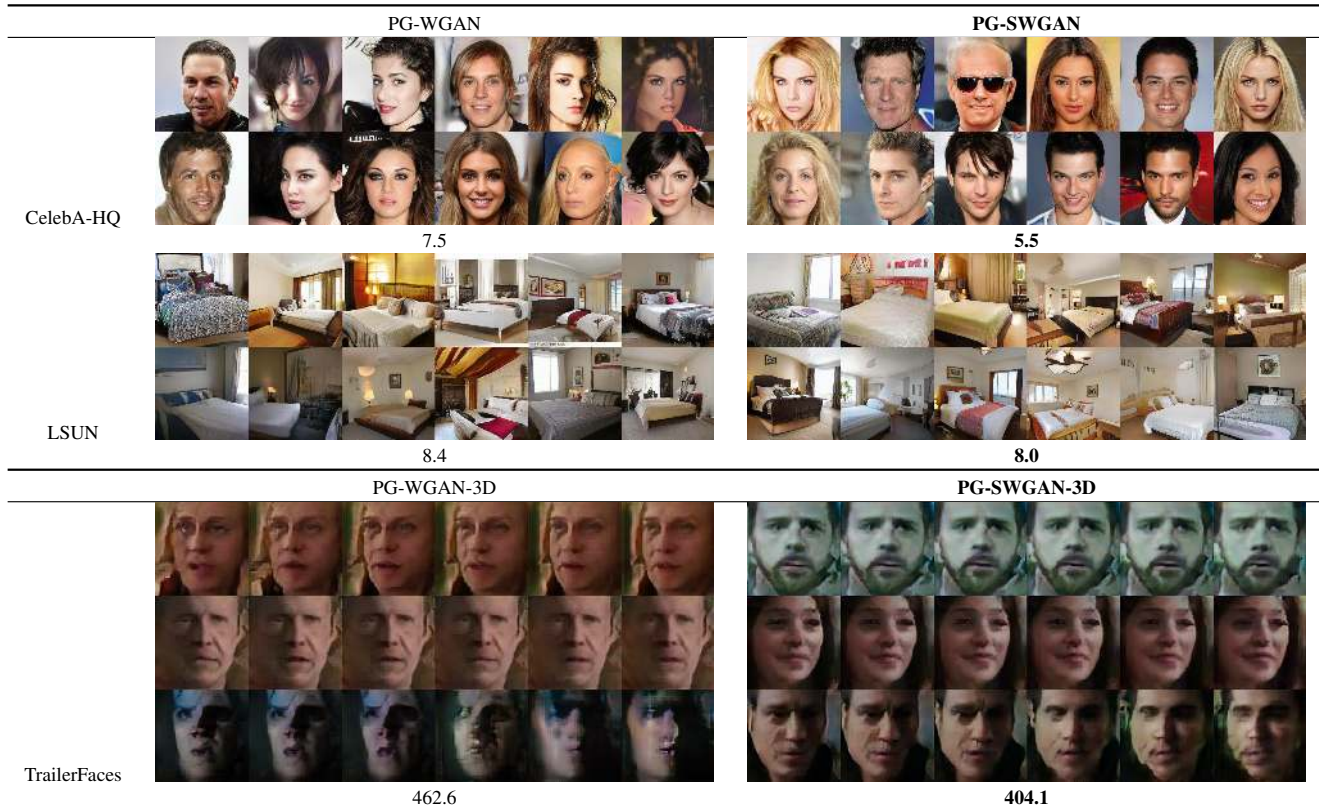 PG-WGAN PG-SWGAN
CelebA-HQ
7.5 5.5
LSUN
8.4 8.0
PG-WGAN-3D PG-SWGAN-3D
TrailerFaces
462.6 404.1